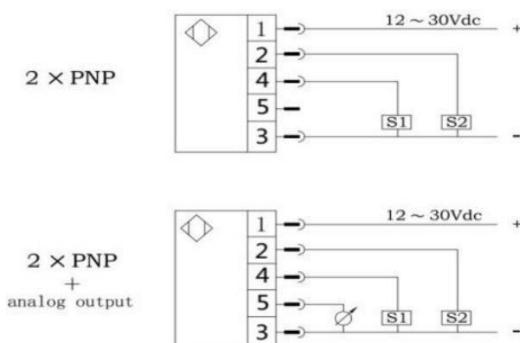 1 12 ~ 30Vdc +
2
2 × PNP 4
5
S1 S2
3 −
1 12 ~ 30Vdc +
2
2 × PNP
+ 4
analog output 5
S1 S2
3 −